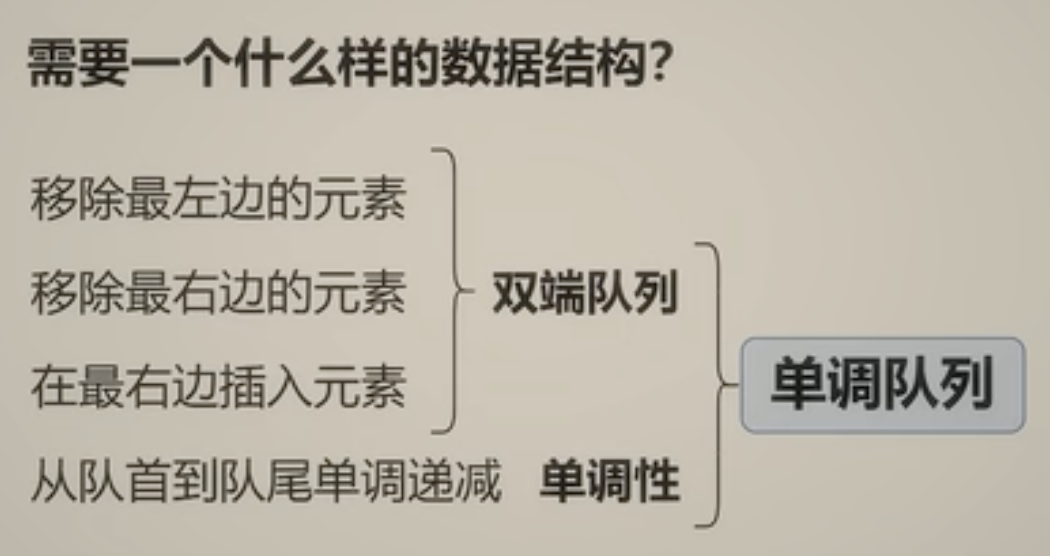 需要一个什么样的数据结构？
移除最左边的元素
移除最右边的元素
双端队列
在最右边插入元素
单调队列
从队首到队尾单调递减 单调性